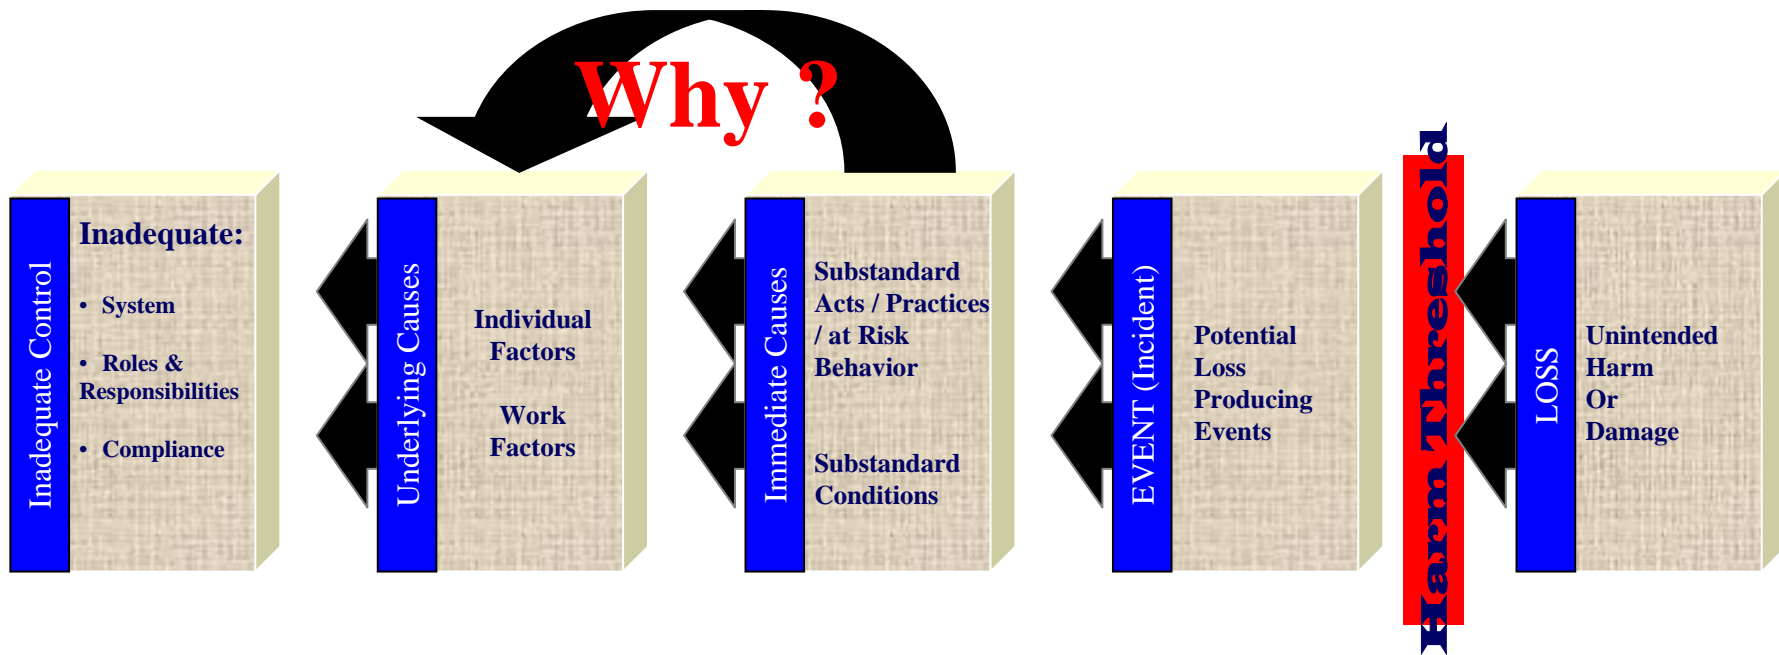 Why ?
Inadequate Control
Inadequate:
• System
• Roles &
Responsibilities
• Compliance
Underlying Causes
Individual
Factors
Work
Factors
Immediate Causes
Substandard
Acts / Practices
/ at Risk
Behavior
Substandard
Conditions
EVENT (Incident)
Potential
Loss
Producing
Events
Harm Threshold
LOSS
Unintended
Harm
Or
Damage